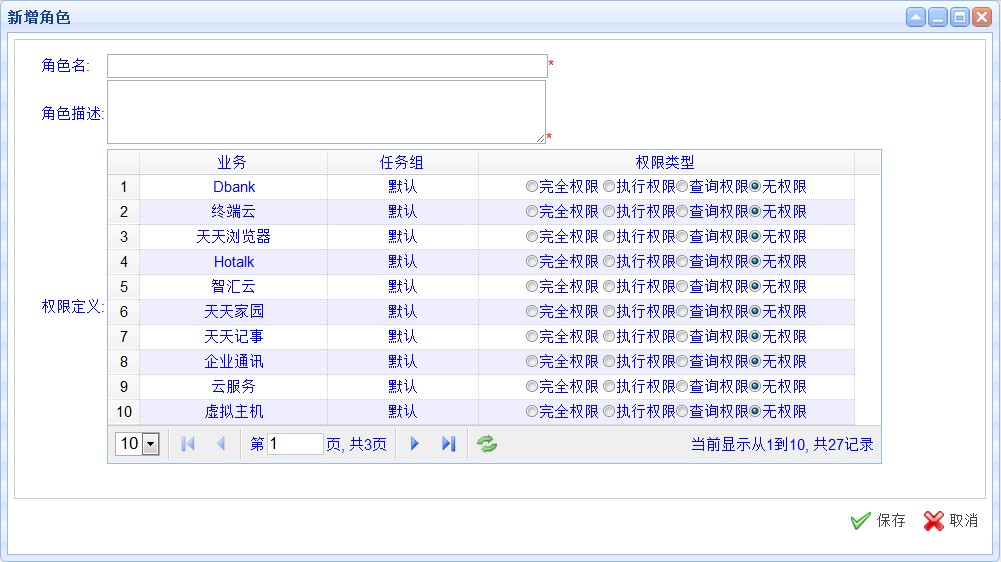 新增角色
角色名: *
角色描述: *
业务 任务组 权限类型
1 Dbank 默认 完全权限 执行权限 查询权限 无权限
2 终端云 默认 完全权限 执行权限 查询权限 无权限
3 天天浏览器 默认 完全权限 执行权限 查询权限 无权限
4 Hotalk 默认 完全权限 执行权限 查询权限 无权限
5 智汇云 默认 完全权限 执行权限 查询权限 无权限
权限定义:
6 天天家园 默认 完全权限 执行权限 查询权限 无权限
7 天天记事 默认 完全权限 执行权限 查询权限 无权限
8 企业通讯 默认 完全权限 执行权限 查询权限 无权限
9 云服务 默认 完全权限 执行权限 查询权限 无权限
10 虚拟主机 默认 完全权限 执行权限 查询权限 无权限
10 第 1 页, 共3页 当前显示从1到10, 共27记录
保存 取消